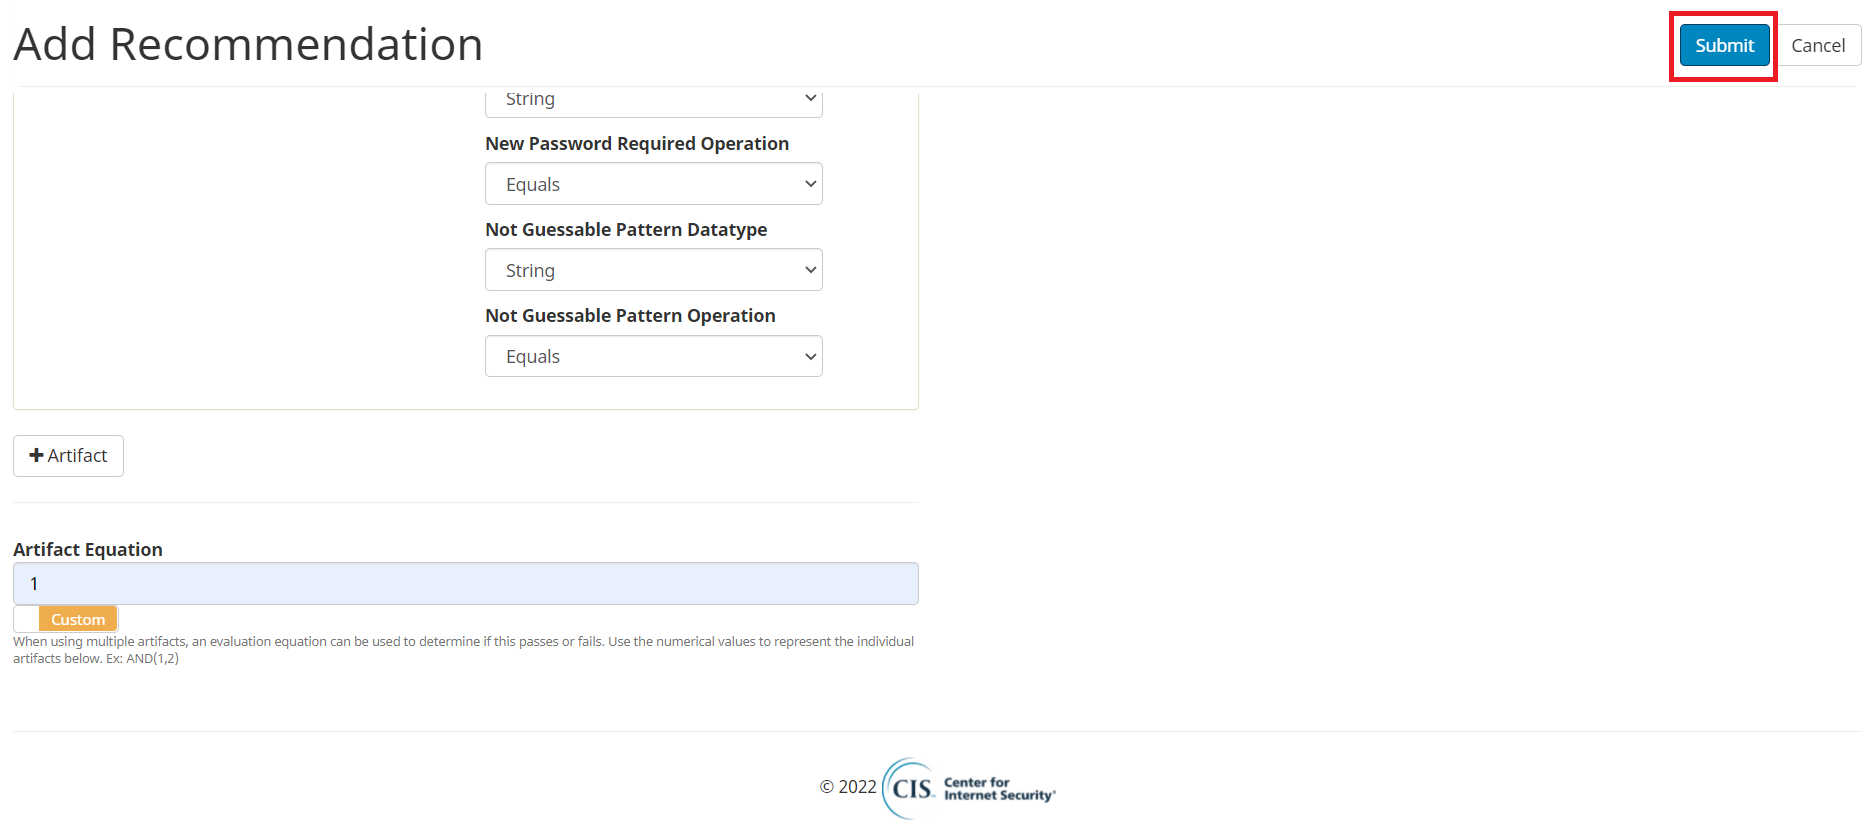 Add Recommendation
Submit
Cancel
String
New Password Required Operation
Equals
Not Guessable Pattern Datatype
String
Not Guessable Pattern Operation
Equals
Artifact
Artifact Equation
1
Custom
When using multiple artifacts, an evaluation equation can be used to determine if this passes or fails. Use the numerical values to represent the individual
artifacts below. Ex: AND(1,2)
© 2022 CIS. Center for
Internet Security®